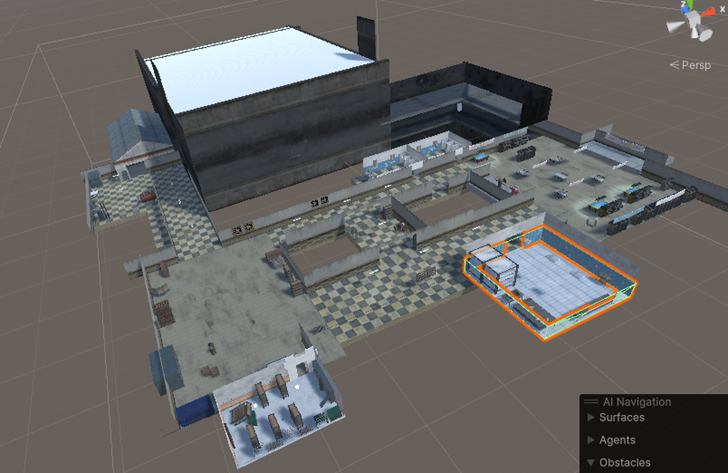 z
x
< Persp
AI Navigation
Surfaces
Agents
Obstacles